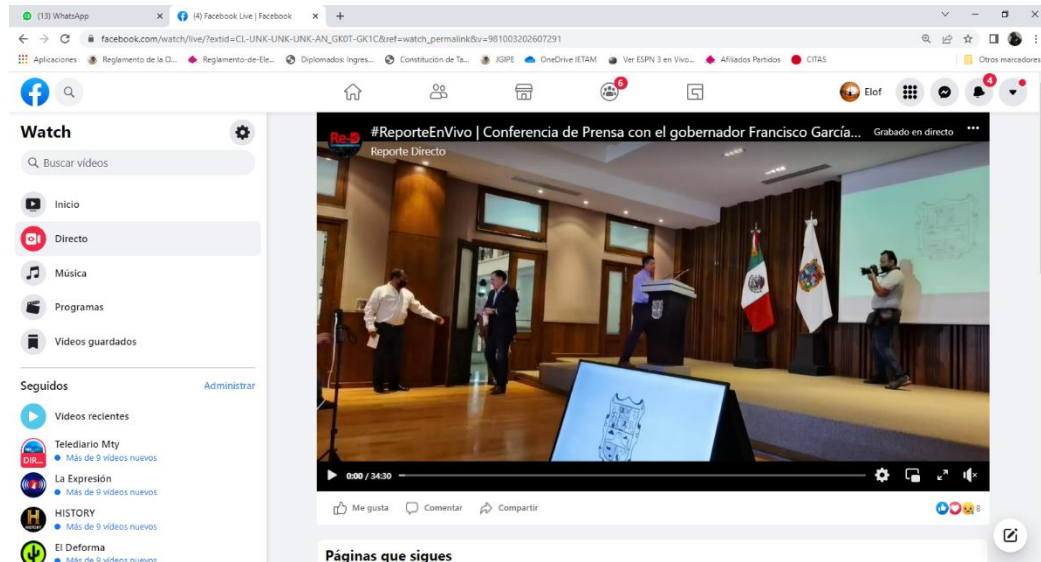 (13) WhatsApp
(4) Facebook Live | Facebook
facebook.com/watch/live/?extid=CL-UNK-UNK-UNK-AN_GK0T-GK1C&ref=watch_permalink&v=981003202607291
Aplicaciones
Reglamento de la O...
Reglamento-de-Ele...
Diplomados Ingres...
Constitución de Ta...
JGIPE
OneDrive IETAM
Ver ESPN 3 en Vivo...
Afiliados Partidos
CITAS
Otros marcadores
6
Elof
4
Watch
Buscar vídeos
Inicio
Directo
Música
Programas
Vídeos guardados
Seguidos
Administrar
Vídeos recientes
Telediario Mty
Más de 9 vídeos nuevos
DIR...
La Expresión
Más de 9 vídeos nuevos
HISTORY
Más de 9 vídeos nuevos
El Deforma
Más de 9 vídeos nuevos
Re-D
#ReporteEnVivo | Conferencia de Prensa con el gobernador Francisco García...
Grabado en directo
Reporte Directo
0:00 / 34:30
Me gusta
Comentar
Compartir
8
Páginas que sigues